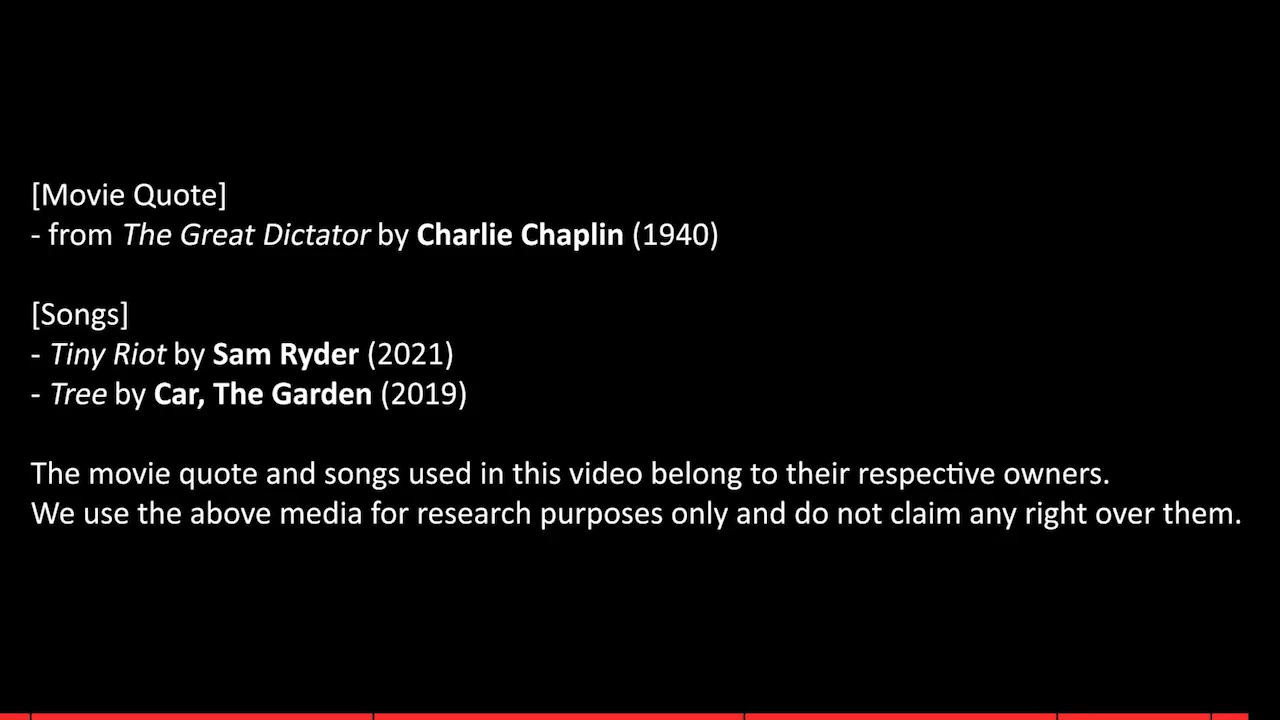 [Movie Quote]
- from The Great Dictator by Charlie Chaplin (1940)
[Songs]
- Tiny Riot by Sam Ryder (2021)
- Tree by Car, The Garden (2019)
The movie quote and songs used in this video belong to their respective owners.
We use the above media for research purposes only and do not claim any right over them.